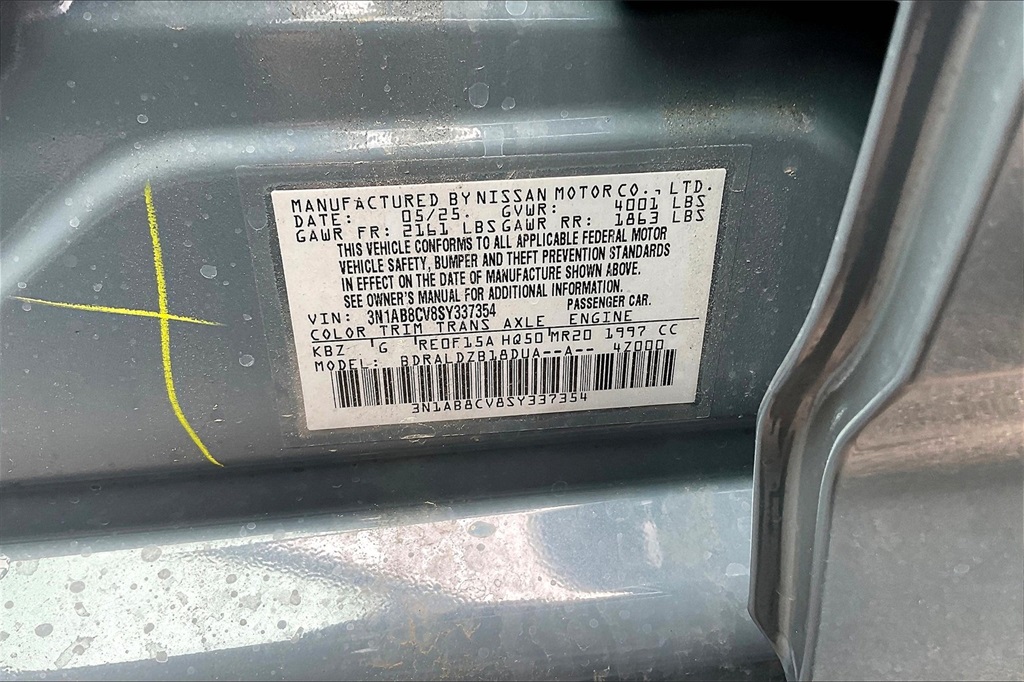 MANUFACTURED BY NISSAN MOTOR CO., LTD.
DATE: 05/25. GVWR: 4001 LBS
GAWR FR: 2161 LBS GAWR RR: 1863 LBS
THIS VEHICLE CONFORMS TO ALL APPLICABLE FEDERAL MOTOR
VEHICLE SAFETY, BUMPER AND THEFT PREVENTION STANDARDS
IN EFFECT ON THE DATE OF MANUFACTURE SHOWN ABOVE.
SEE OWNER'S MANUAL FOR ADDITIONAL INFORMATION.
VIN: 3N1AB8CV8SY337354 PASSENGER CAR.
COLOR TRIM TRANS AXLE ENGINE
KBZ G RE0F15A HQ50 MR20 1997 CC
MODEL: BDRALDZB18DUA--A-- 4Z000
3N1AB8CV8SY337354